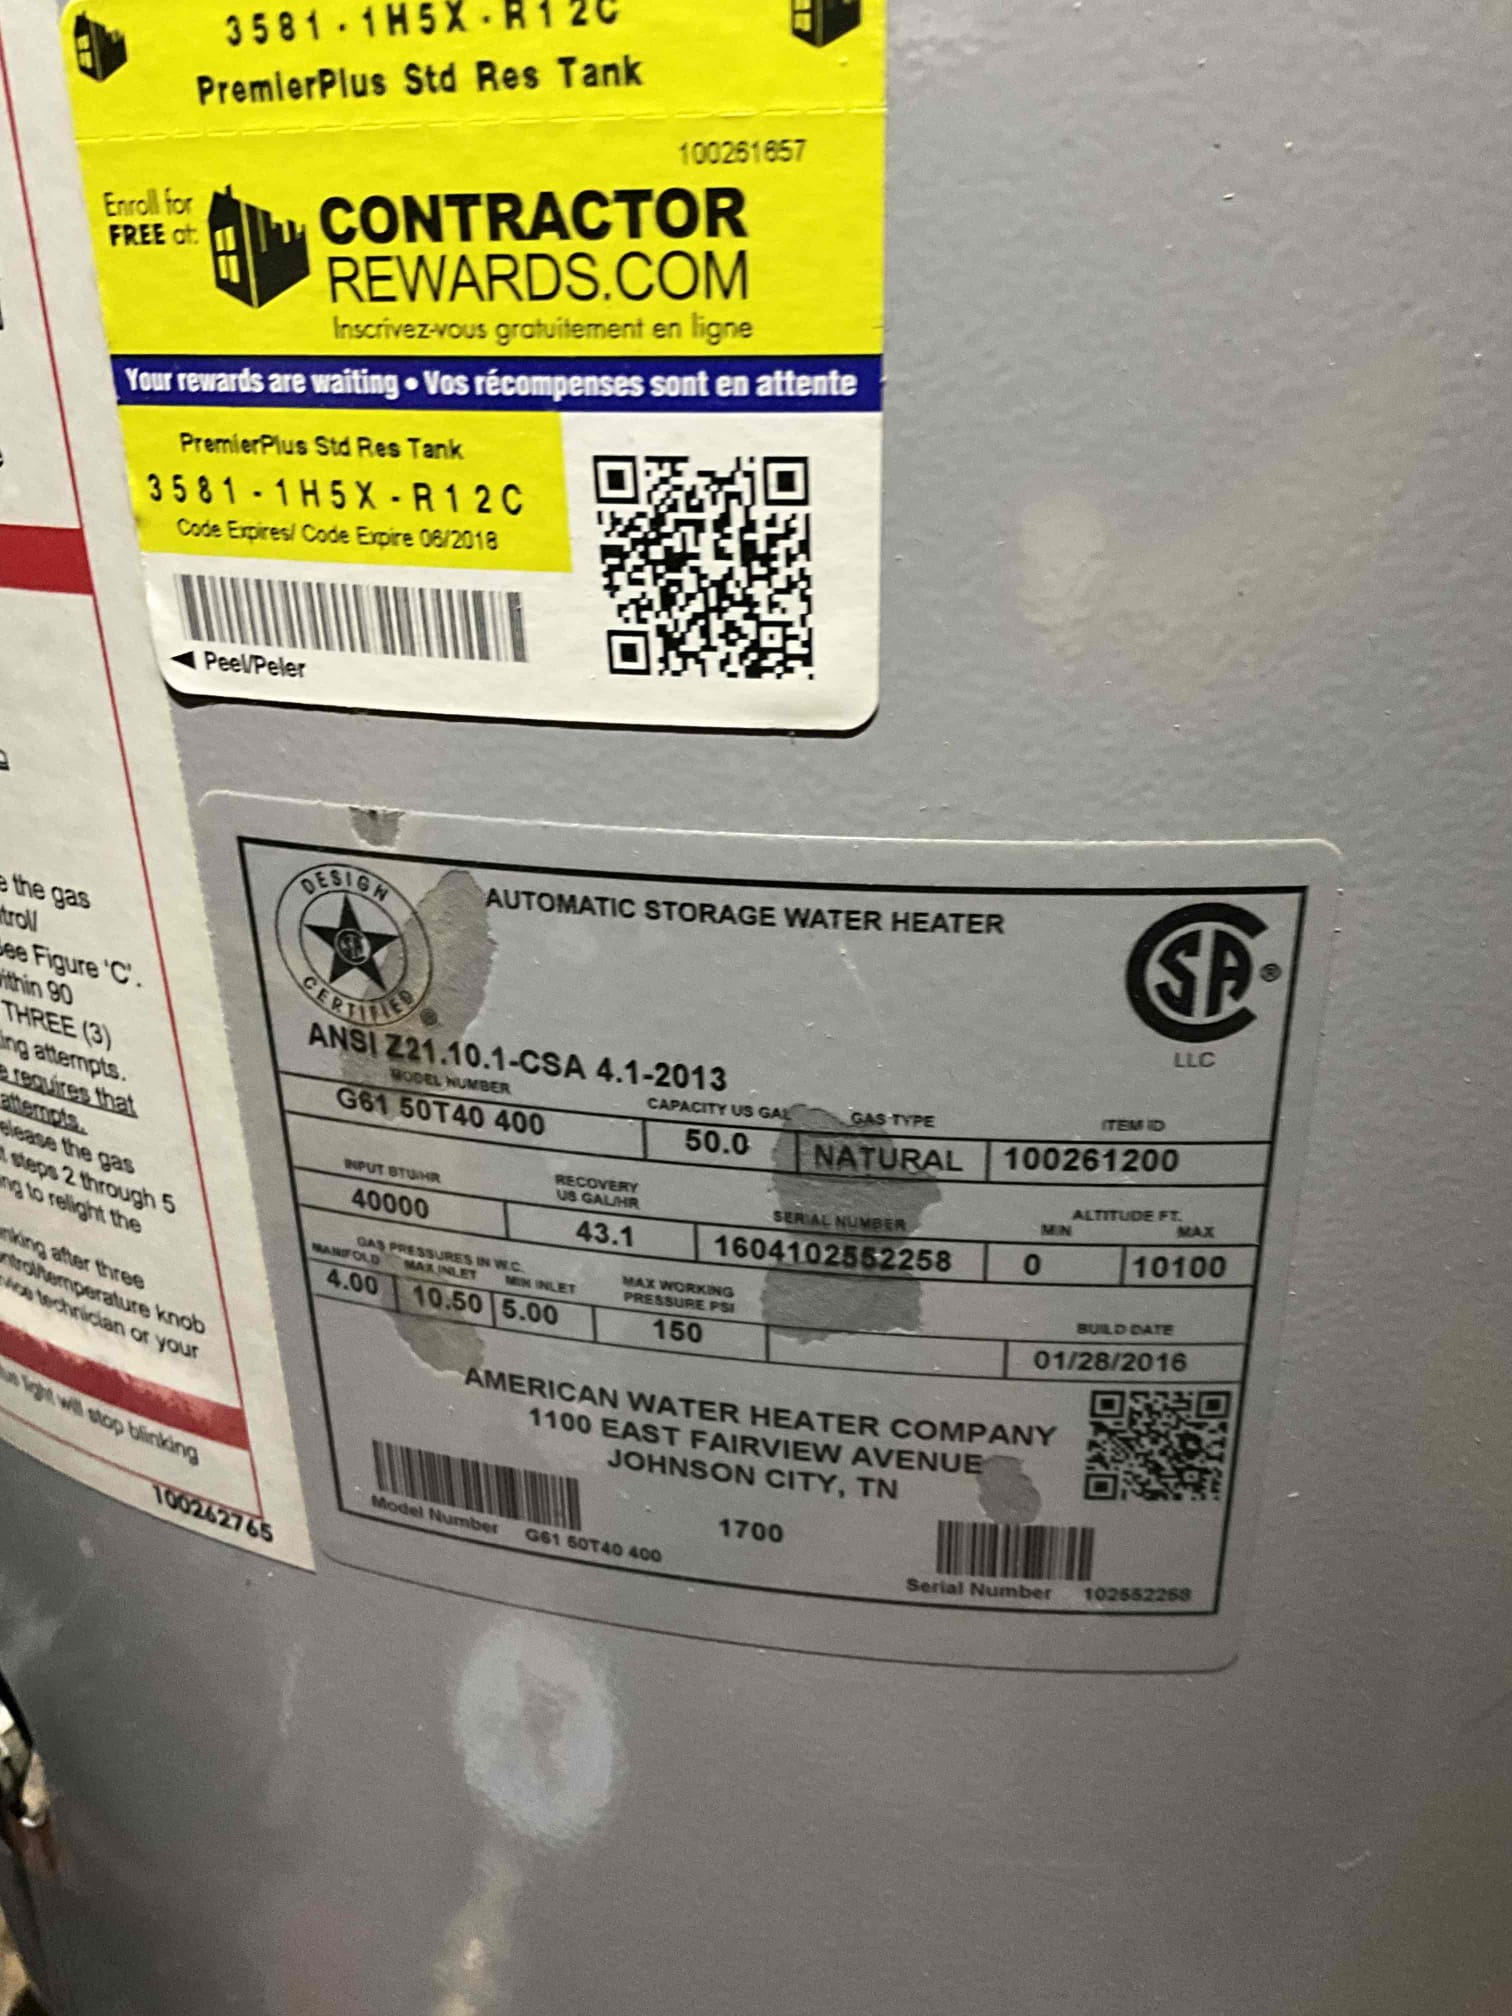 3581-1H5X-R12C
PremierPlus Std Res Tank
100261657
Enroll for
FREE at:
CONTRACTOR
REWARDS.COM
Inscrivez-vous gratuitement en ligne
Your rewards are waiting • Vos récompenses sont en attente
PremierPlus Std Res Tank
3581-1H5X-R12C
Code Expires/ Code Expire 06/2018
◄ Peel/Peler
the gas
ee Figure 'C'.
within 90
THREE (3)
ing attempts.
requires that
attempts.
release the gas
steps 2 through 5
to relight the
after three
control/temperature knob
technician or your
light will stop blinking
100262765
DESIGN
CERTIFIED®
AUTOMATIC STORAGE WATER HEATER
CSA®
LLC
ANSI Z21.10.1-CSA 4.1-2013
MODEL NUMBER CAPACITY US GAL GAS TYPE ITEM ID
G61 50T40 400 50.0 NATURAL 100261200
INPUT BTU/HR RECOVERY US GAL/HR SERIAL NUMBER ALTITUDE FT. MIN MAX
40000 43.1 1604102552258 0 10100
GAS PRESSURES IN W.C.
MANIFOLD MAX INLET MIN INLET MAX WORKING PRESSURE PSI BUILD DATE
4.00 10.50 5.00 150 01/28/2016
AMERICAN WATER HEATER COMPANY
1100 EAST FAIRVIEW AVENUE
JOHNSON CITY, TN
1700
Model Number G61 50T40 400
Serial Number 102552258